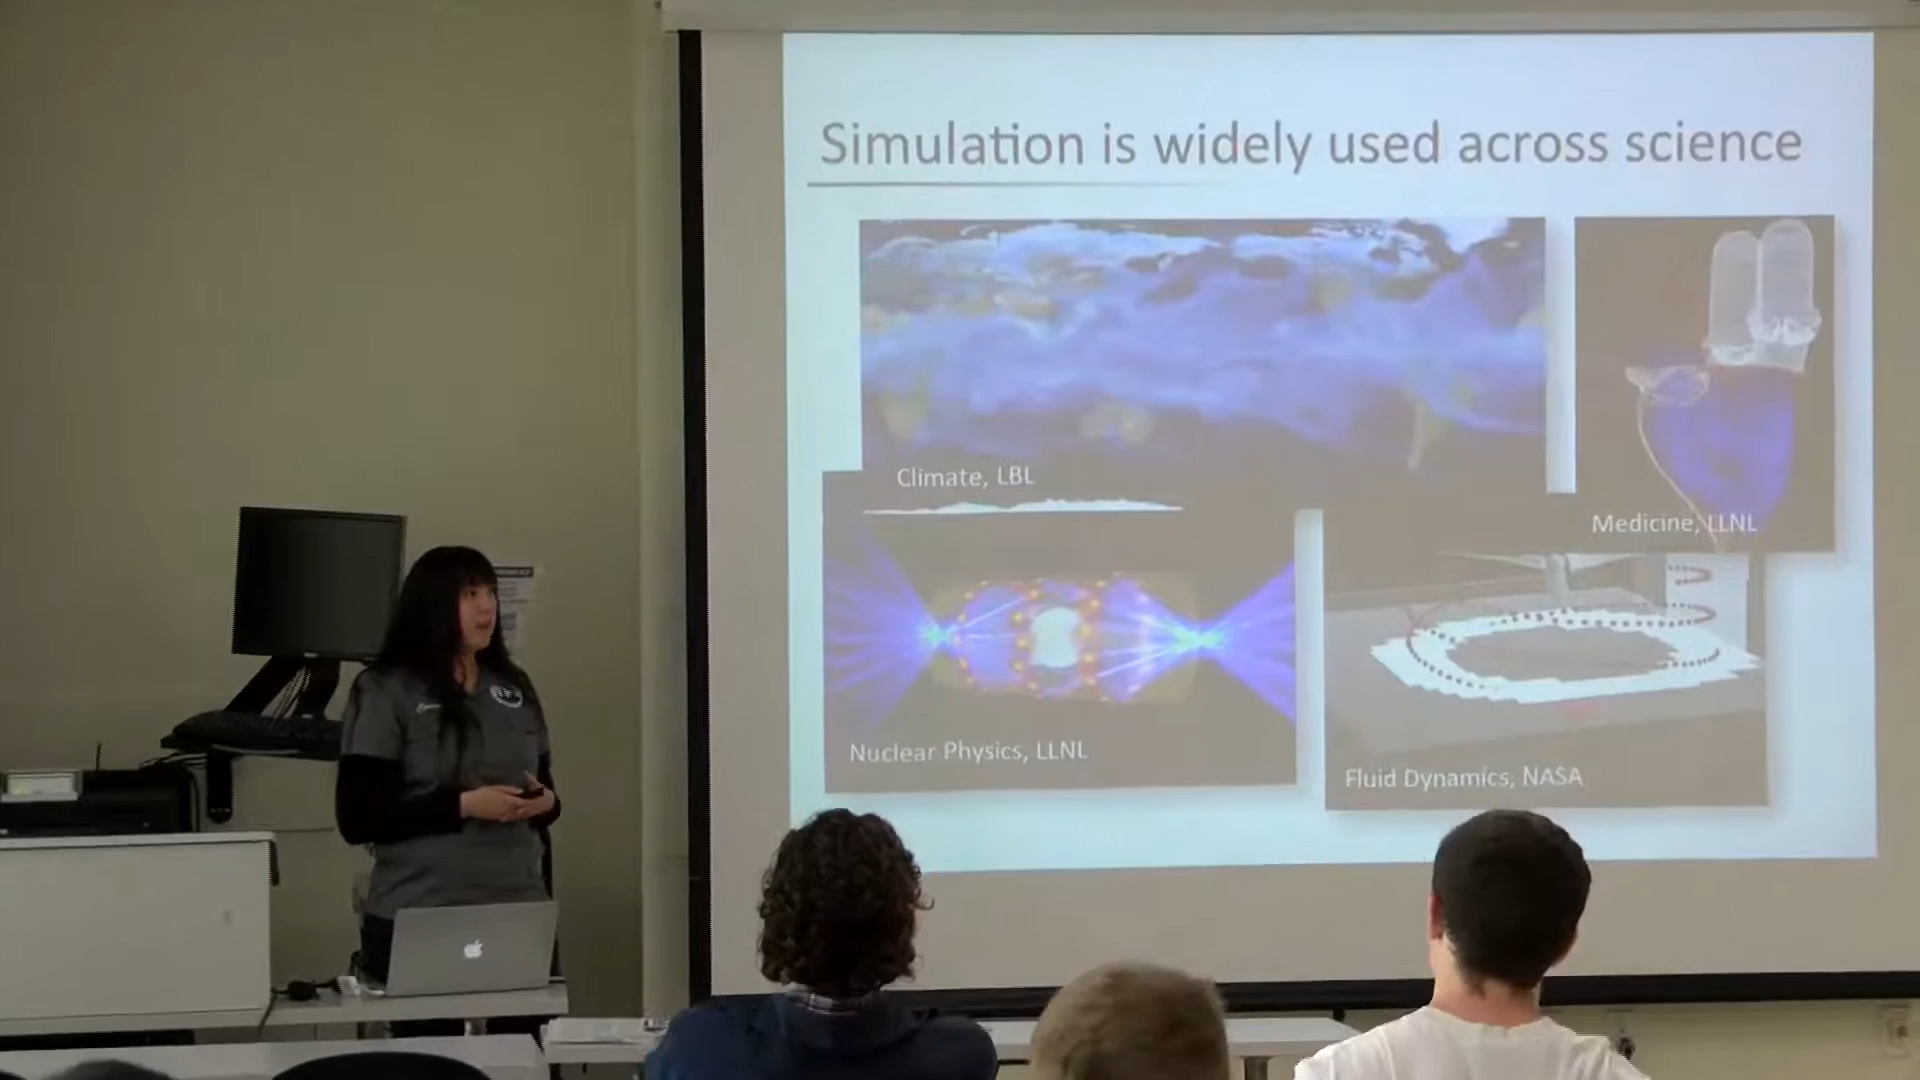 Simulation is widely used across science
Climate, LBL
Medicine, LLNL
Nuclear Physics, LLNL
Fluid Dynamics, NASA